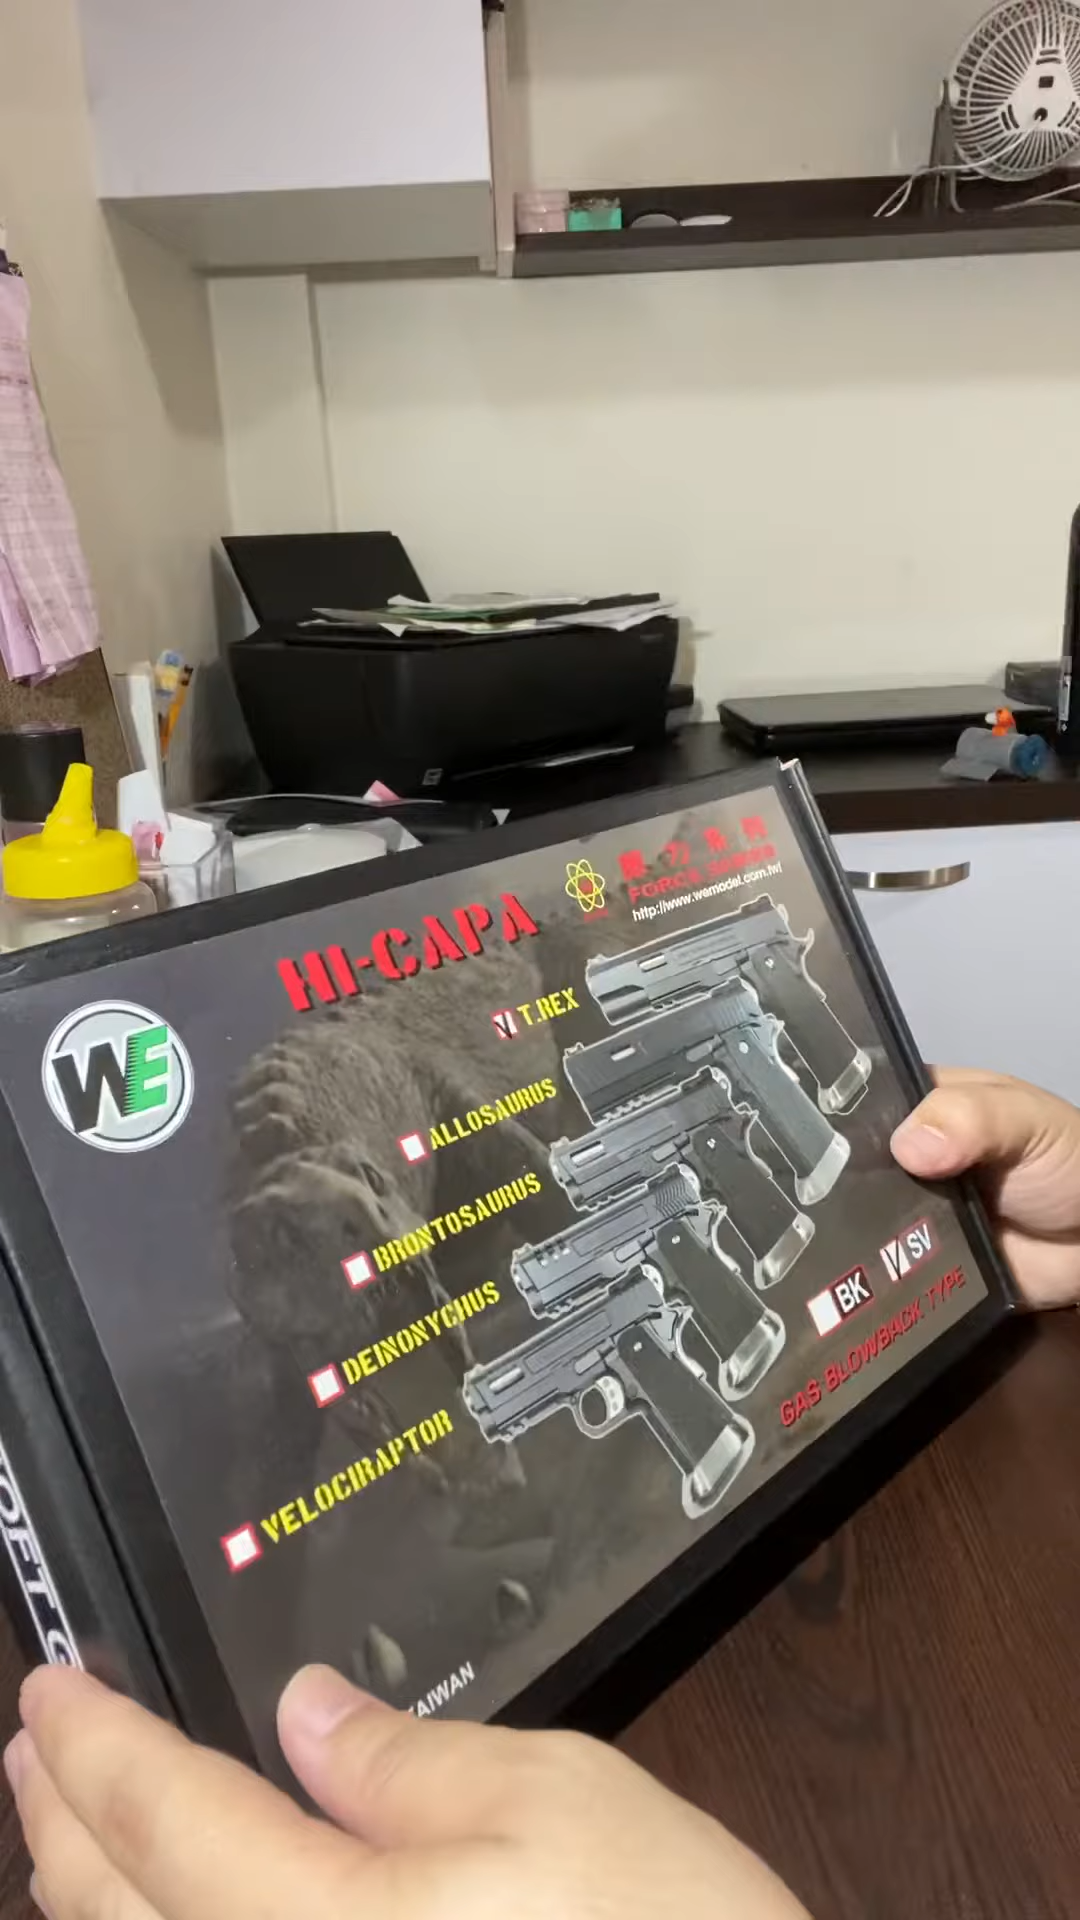 HI-CAPA
FORCE SERIES
http://www.wemodel.com.tw/
WE
T.REX
ALLOSAURUS
BRONTOSAURUS
DEINONYCHUS
VELOCIRAPTOR
BK
SV
GAS BLOWBACK TYPE
TAIWAN